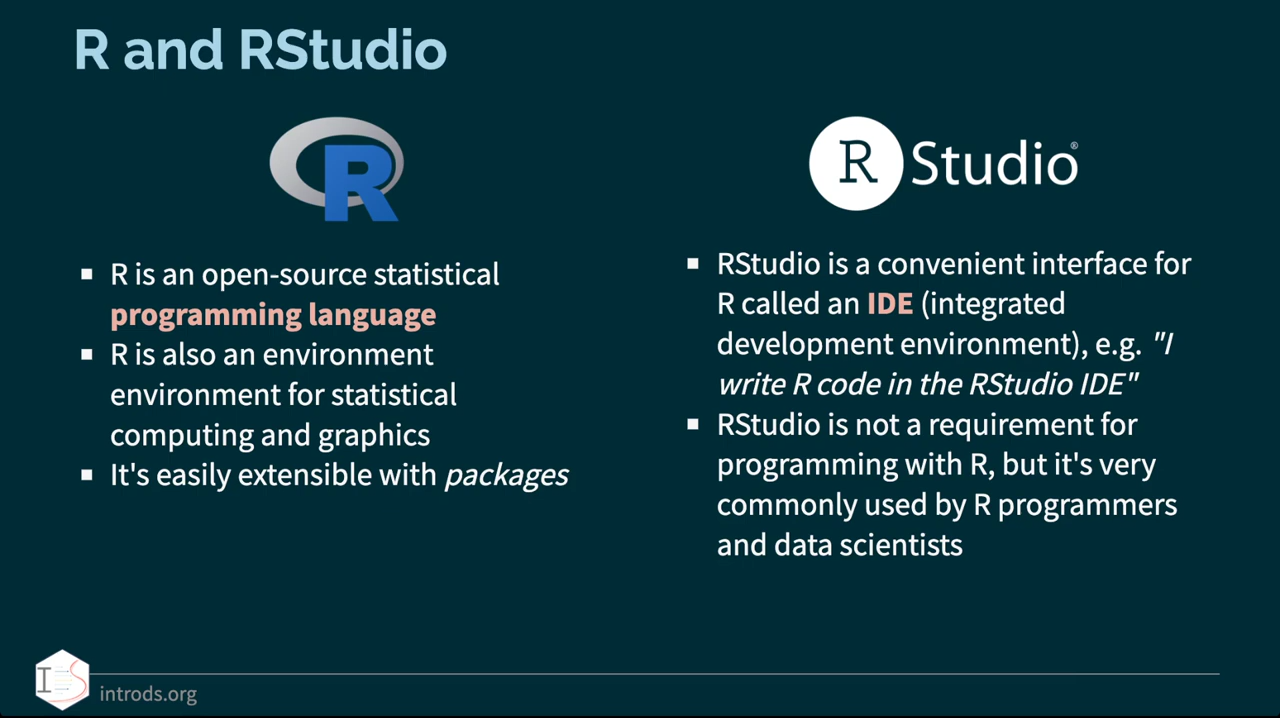 R and RStudio
R
R is an open-source statistical
programming language
R is also an environment
environment for statistical
computing and graphics
It's easily extensible with packages
R Studio®
RStudio is a convenient interface for
R called an IDE (integrated
development environment), e.g. "I
write R code in the RStudio IDE"
RStudio is not a requirement for
programming with R, but it's very
commonly used by R programmers
and data scientists
I S
introds.org